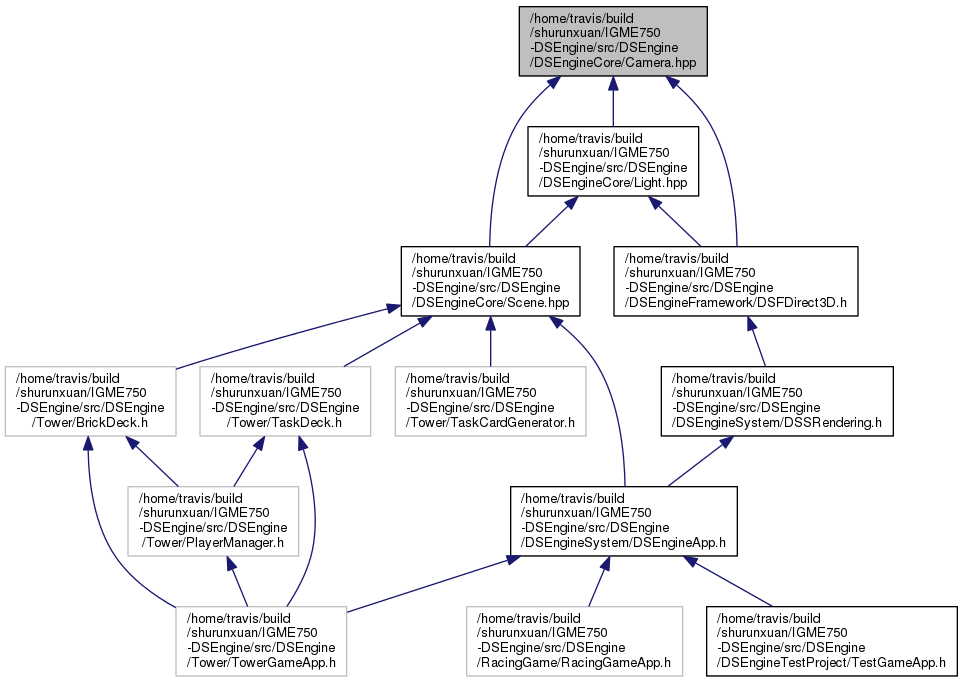 /home/travis/build
/shurunxuan/IGME750
-DSEngine/src/DSEngine
/DSEngineCore/Camera.hpp
/home/travis/build
/shurunxuan/IGME750
-DSEngine/src/DSEngine
/DSEngineCore/Light.hpp
/home/travis/build
/shurunxuan/IGME750
-DSEngine/src/DSEngine
/DSEngineCore/Scene.hpp
/home/travis/build
/shurunxuan/IGME750
-DSEngine/src/DSEngine
/DSEngineFramework/DSFDirect3D.h
/home/travis/build
/shurunxuan/IGME750
-DSEngine/src/DSEngine
/Tower/BrickDeck.h
/home/travis/build
/shurunxuan/IGME750
-DSEngine/src/DSEngine
/Tower/TaskDeck.h
/home/travis/build
/shurunxuan/IGME750
-DSEngine/src/DSEngine
/Tower/TaskCardGenerator.h
/home/travis/build
/shurunxuan/IGME750
-DSEngine/src/DSEngine
/DSEngineSystem/DSSRendering.h
/home/travis/build
/shurunxuan/IGME750
-DSEngine/src/DSEngine
/Tower/PlayerManager.h
/home/travis/build
/shurunxuan/IGME750
-DSEngine/src/DSEngine
/DSEngineSystem/DSEngineApp.h
/home/travis/build
/shurunxuan/IGME750
-DSEngine/src/DSEngine
/Tower/TowerGameApp.h
/home/travis/build
/shurunxuan/IGME750
-DSEngine/src/DSEngine
/RacingGame/RacingGameApp.h
/home/travis/build
/shurunxuan/IGME750
-DSEngine/src/DSEngine
/DSEngineTestProject/TestGameApp.h